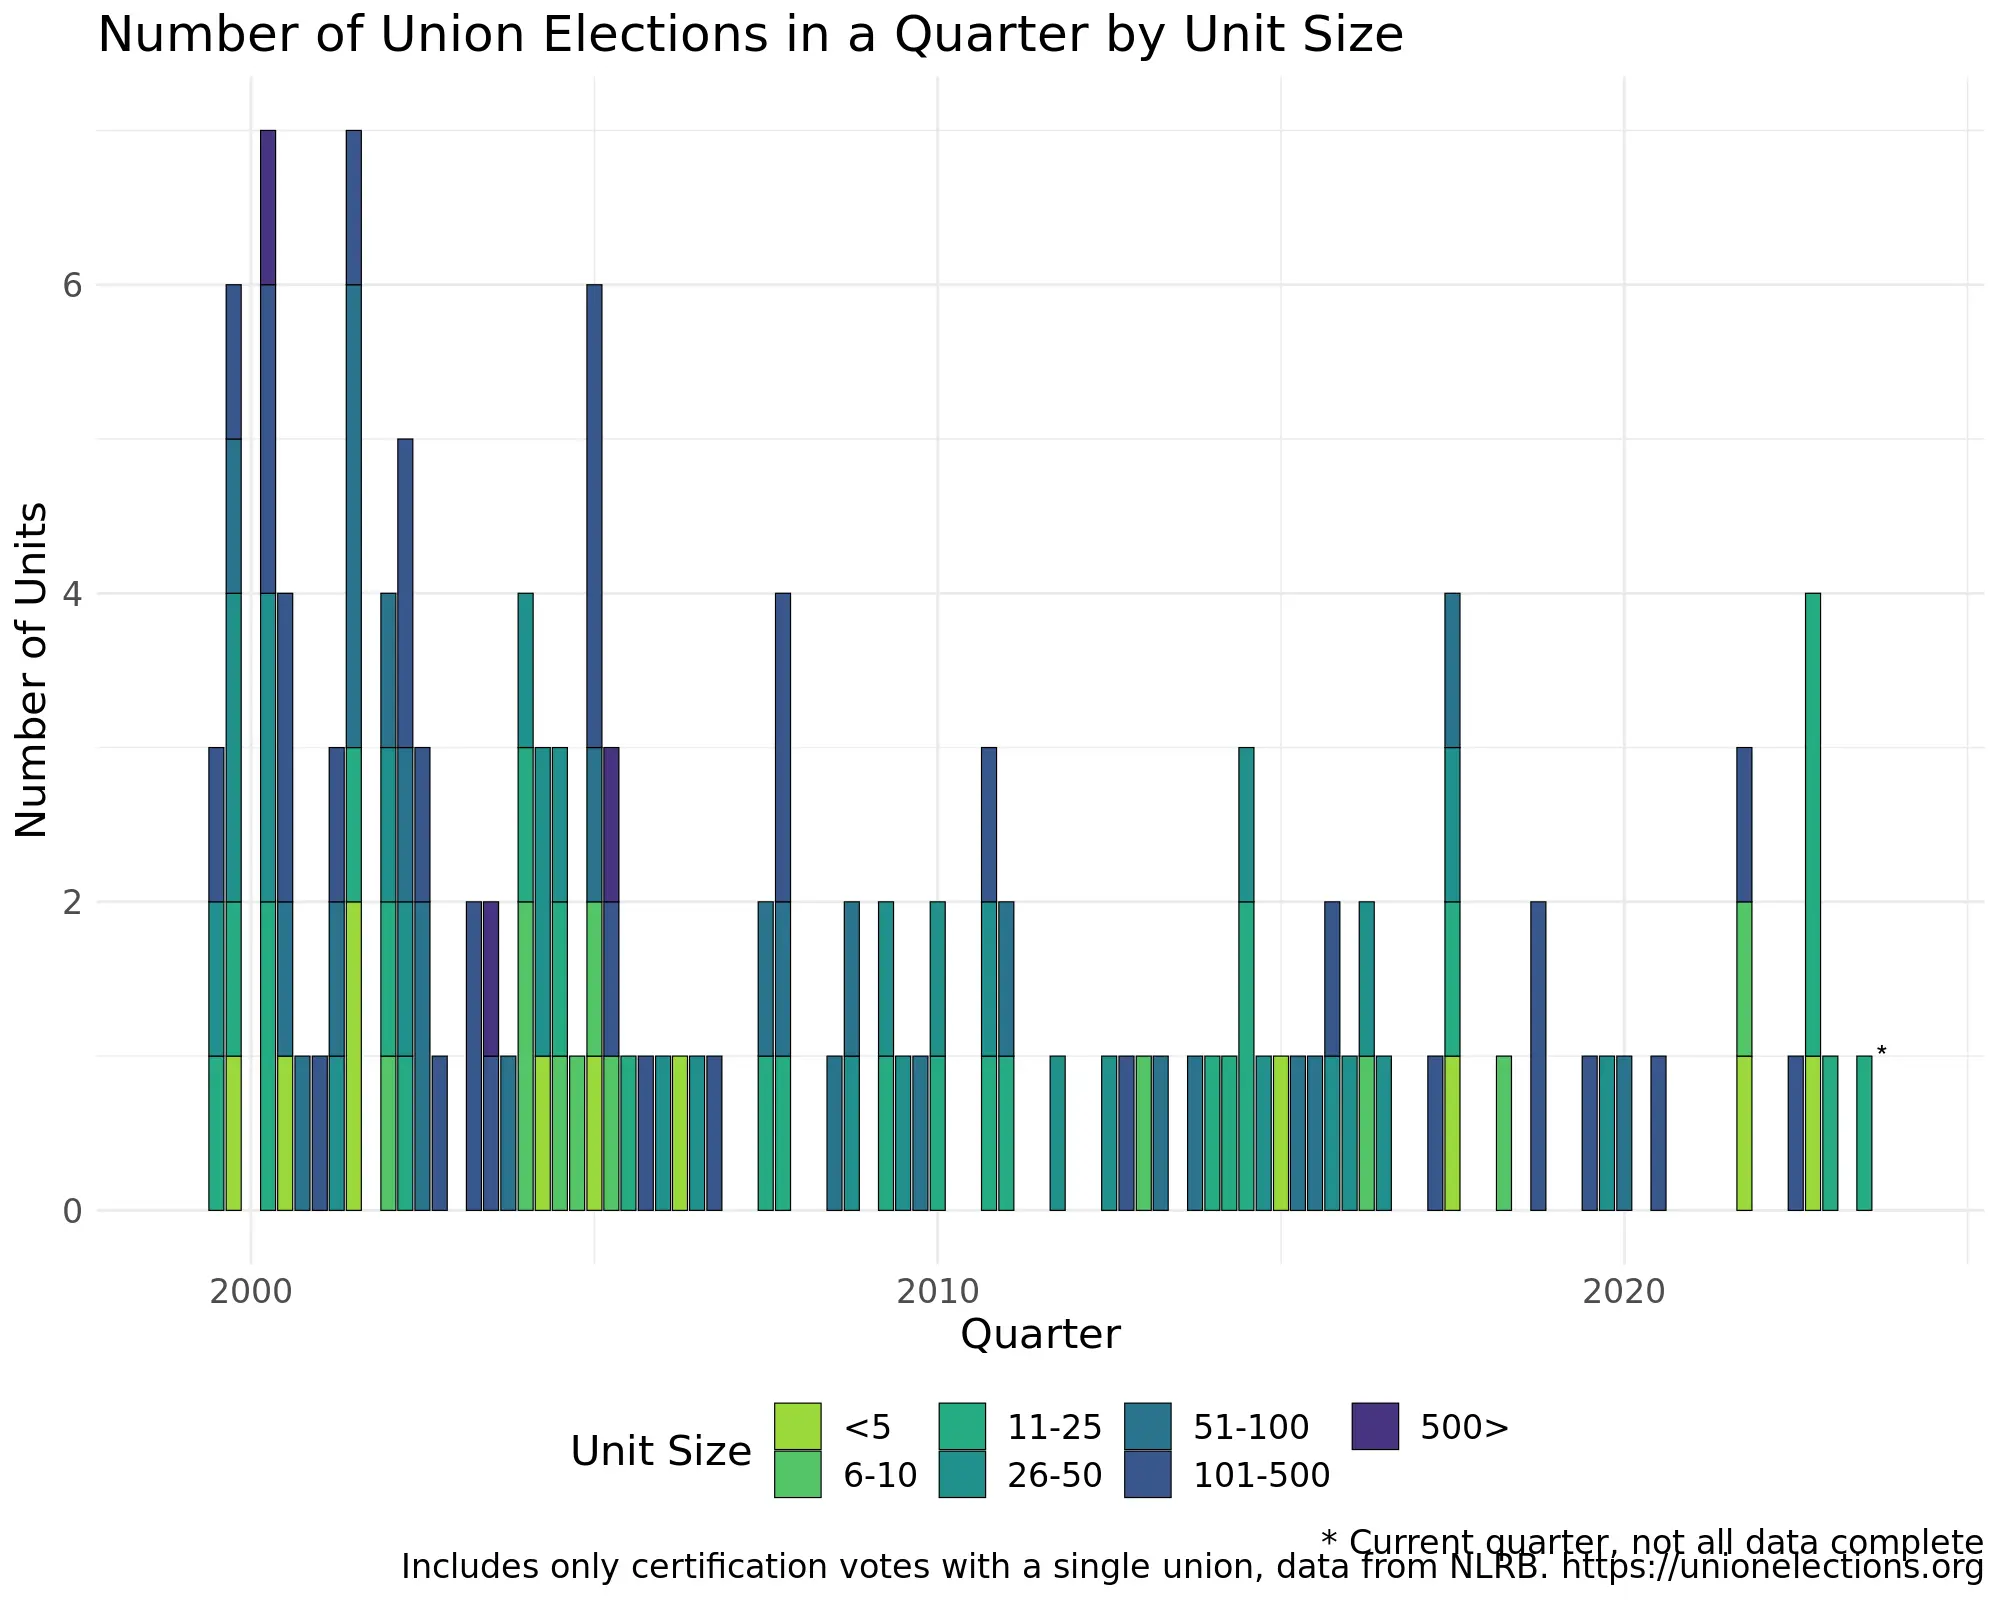 Number of Union Elections in a Quarter by Unit Size
Number of Units
6
4
2
0
*
2000 2010 2020
Quarter
Unit Size
<5 11-25 51-100 500>
6-10 26-50 101-500
* Current quarter, not all data complete
Includes only certification votes with a single union, data from NLRB. https://unionelections.org